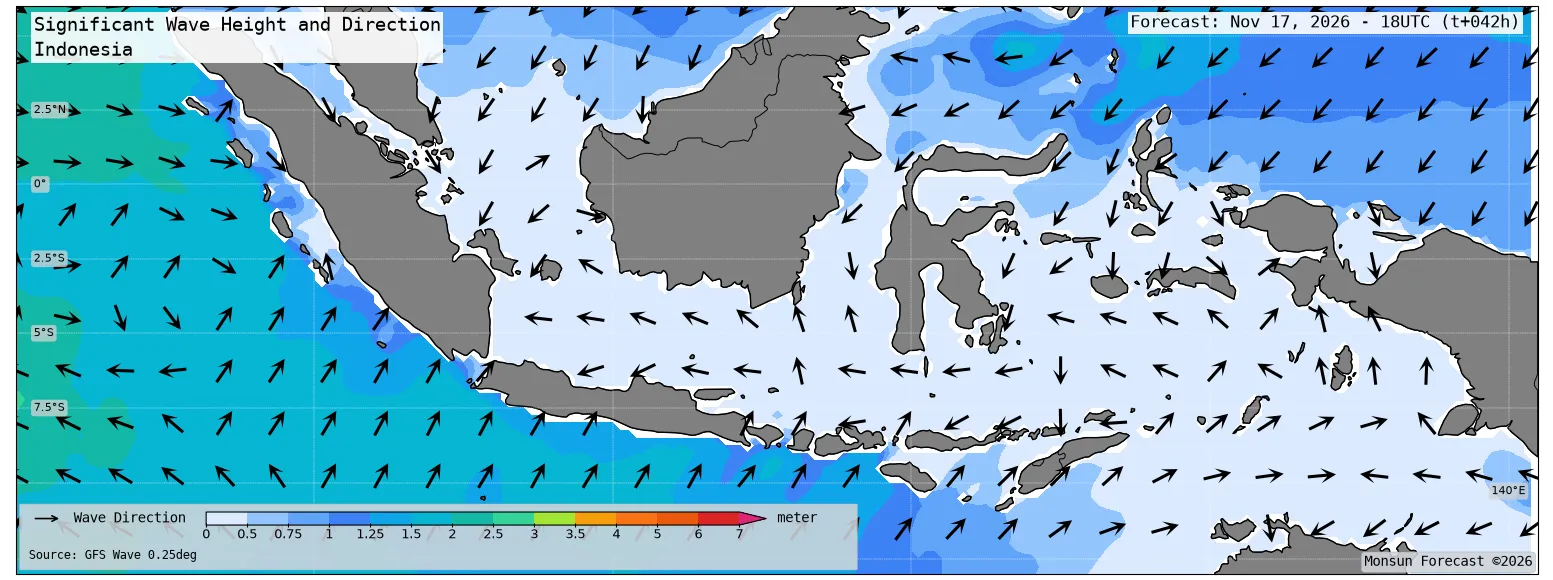 Significant Wave Height and Direction
Indonesia
Forecast: Nov 17, 2026 - 18UTC (t+042h)
2.5°N
0°
2.5°S
5°S
7.5°S
140°E
Wave Direction
0 0.5 0.75 1 1.25 1.5 2 2.5 3 3.5 4 5 6 7
meter
Source: GFS Wave 0.25deg
Monsun Forecast ©2026